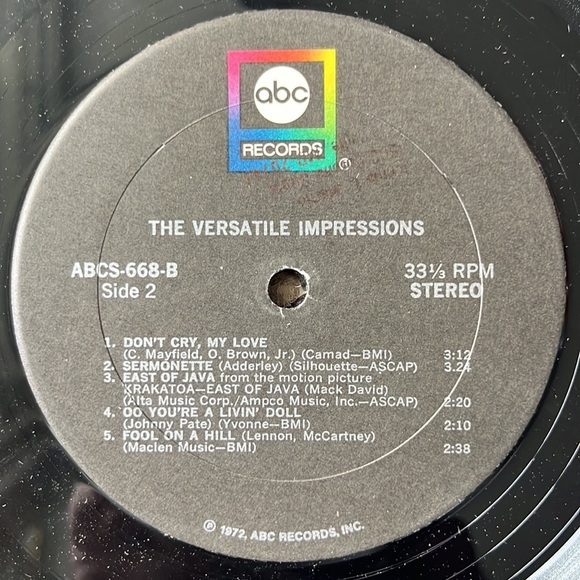 abc
RECORDS
THE VERSATILE IMPRESSIONS
ABCS-668-B
Side 2
33⅓ RPM
STEREO
1. DON'T CRY, MY LOVE
(C. Mayfield, O. Brown, Jr.) (Camad—BMI) 3:12
2. SERMONETTE (Adderley) (Silhouette—ASCAP) 3:24
3. EAST OF JAVA from the motion picture
KRAKATOA—EAST OF JAVA (Mack David)
(Alta Music Corp./Ampco Music, Inc.—ASCAP) 2:20
4. OO YOU'RE A LIVIN' DOLL
(Johnny Pate) (Yvonne—BMI) 2:10
5. FOOL ON A HILL (Lennon, McCartney)
(Maclen Music—BMI) 2:38
℗ 1972, ABC RECORDS, INC.